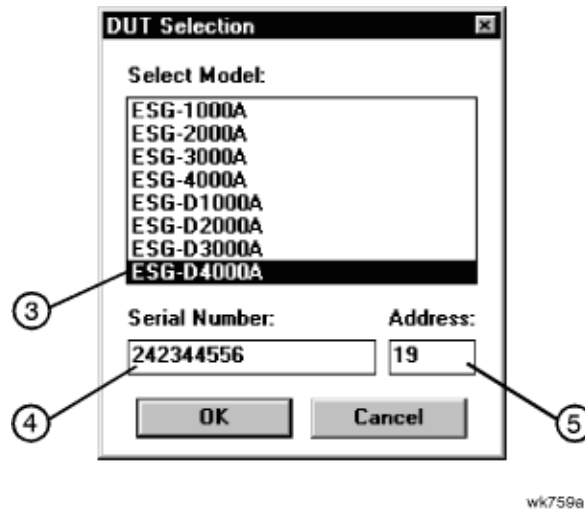 DUT Selection
Select Model:
ESG-1000A
ESG-2000A
ESG-3000A
ESG-4000A
ESG-D1000A
ESG-D2000A
ESG-D3000A
ESG-D4000A
3
Serial Number: Address:
242344556 19
4 5
OK Cancel
wk759a